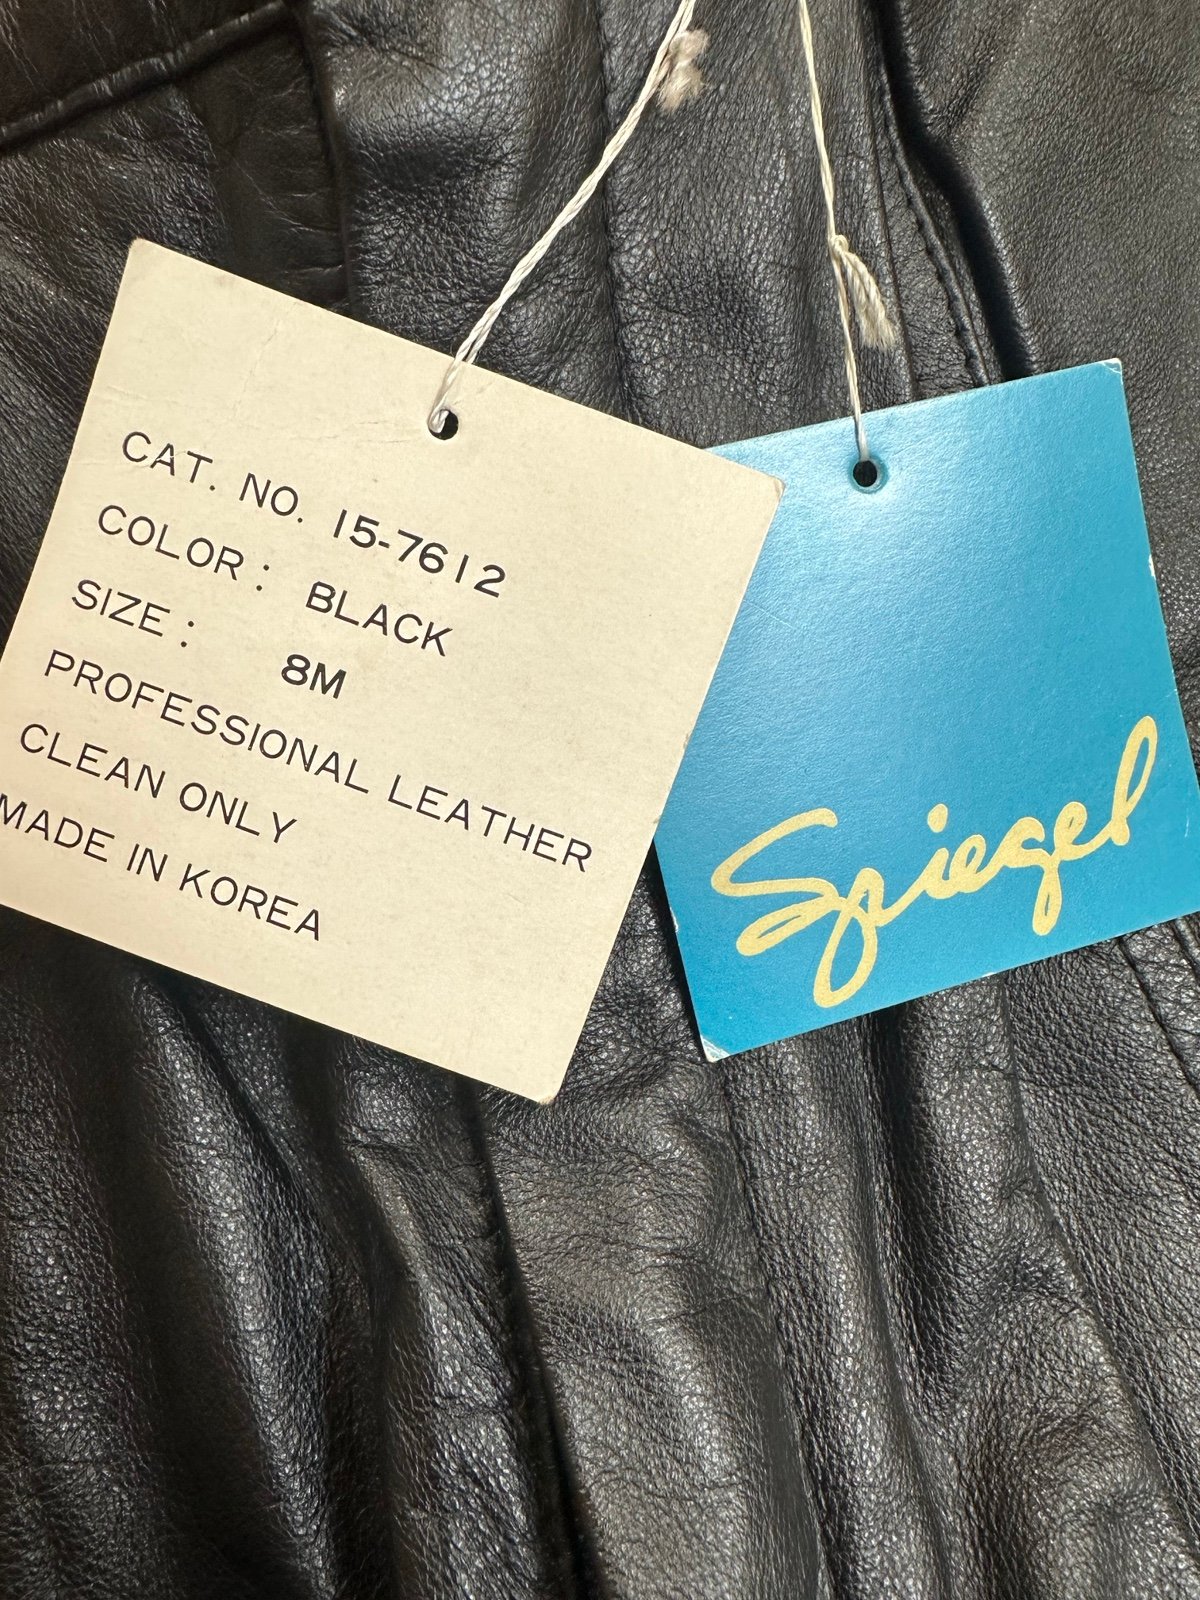 CAT. NO. 15-7612
COLOR: BLACK
SIZE: 8M
PROFESSIONAL LEATHER
CLEAN ONLY
MADE IN KOREA
Spiegel